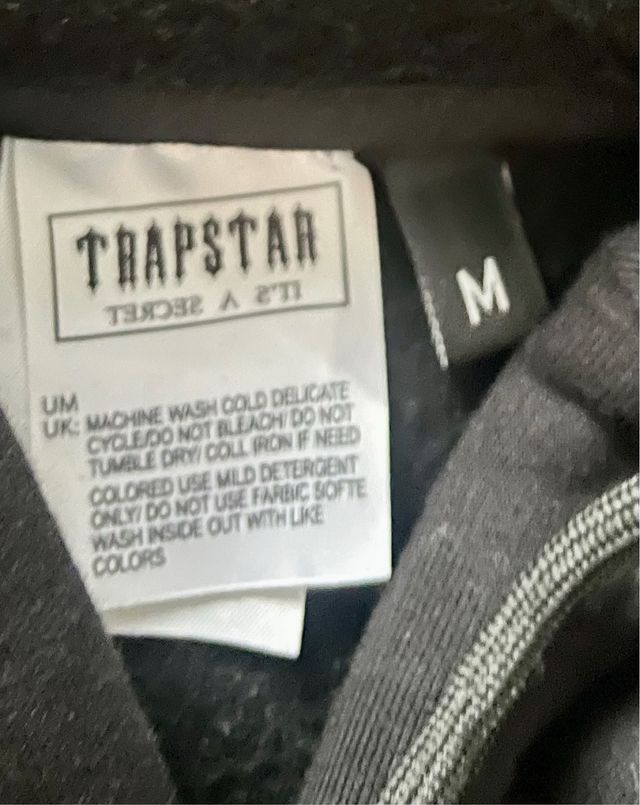 TRAPSTAR
IT'S A SECRET
M
UM
UK: MACHINE WASH COLD DELICATE
CYCLE/DO NOT BLEACH/DO NOT
TUMBLE DRY/ COLL IRON IF NEED
COLORED USE MILD DETERGENT
ONLY/ DO NOT USE FARBIC SOFTE
WASH INSIDE OUT WITH LIKE
COLORS